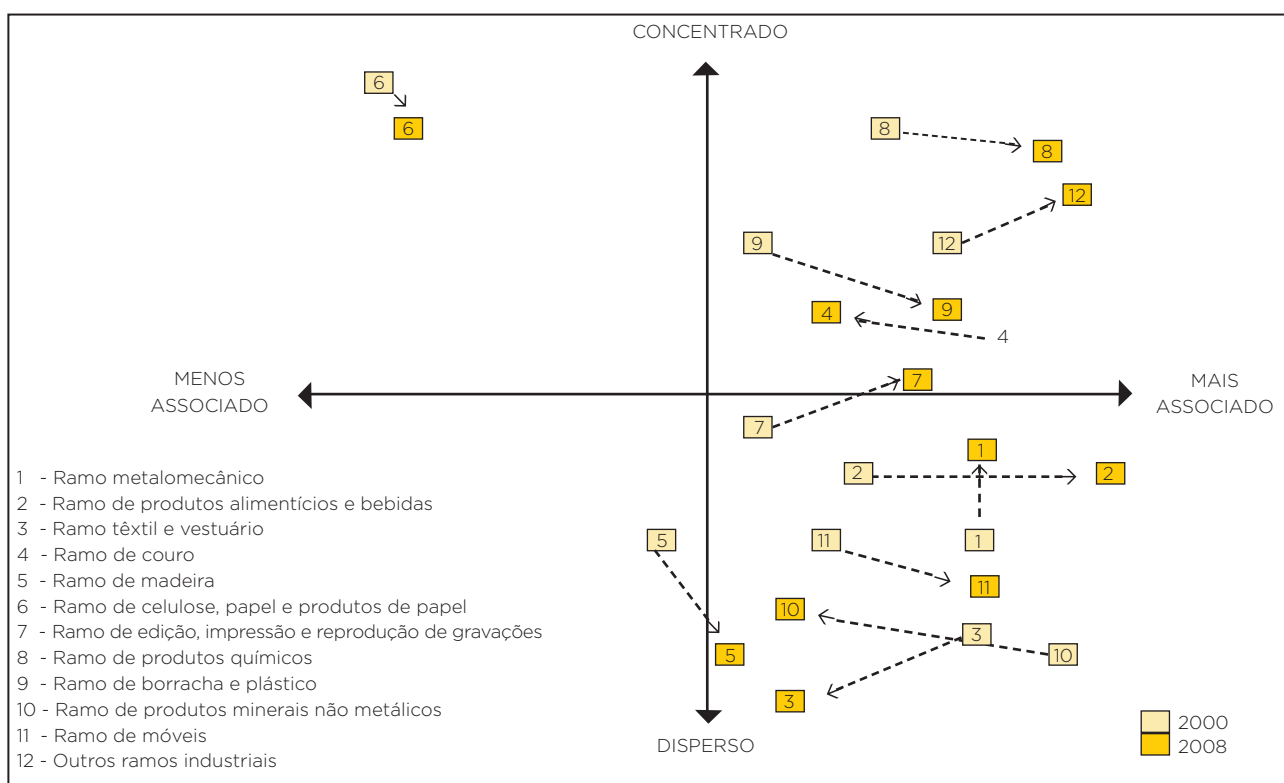 CONCENTRADO
6
6
8
8
12
9
12
4
9
4
MENOS
ASSOCIADO
7
MAIS
ASSOCIADO
7
1
2
2
5
11
1
11
10
3
5
10
3
1 - Ramo metalomecânico
2 - Ramo de produtos alimentícios e bebidas
3 - Ramo têxtil e vestuário
4 - Ramo de couro
5 - Ramo de madeira
6 - Ramo de celulose, papel e produtos de papel
7 - Ramo de edição, impressão e reprodução de gravações
8 - Ramo de produtos químicos
9 - Ramo de borracha e plástico
10 - Ramo de produtos minerais não metálicos
11 - Ramo de móveis
12 - Outros ramos industriais
DISPERSO
2000
2008